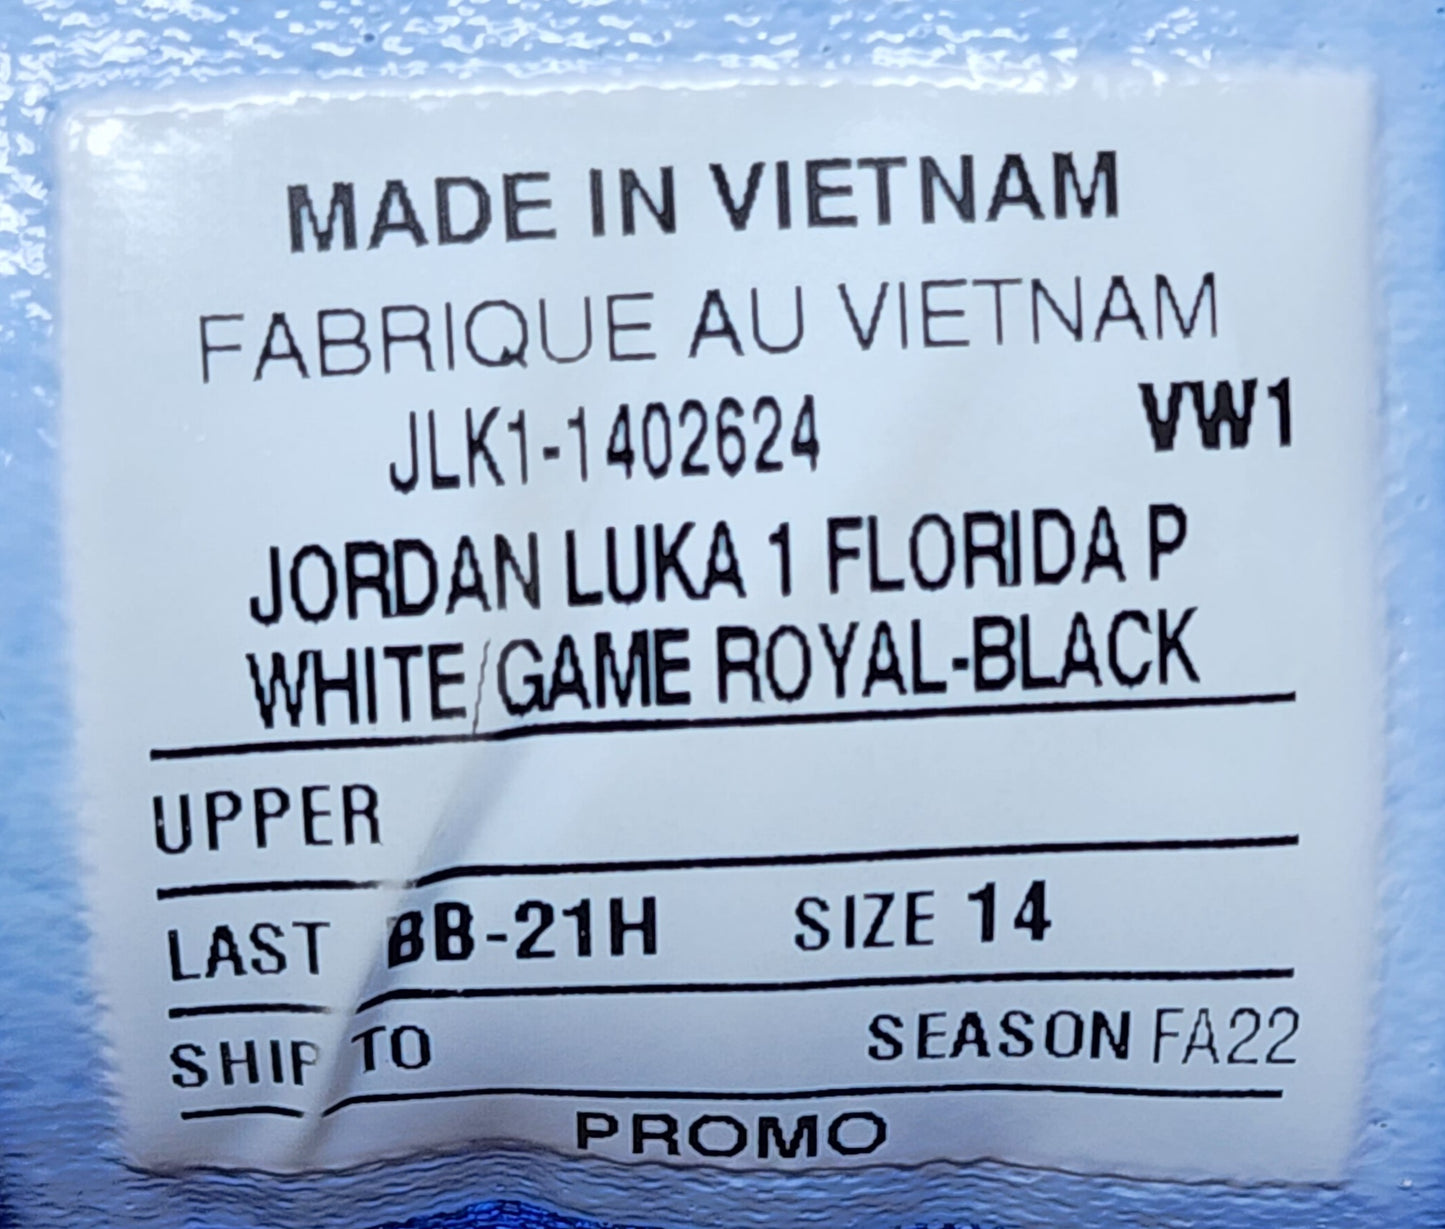 MADE IN VIETNAM
FABRIQUE AU VIETNAM
JLK1-1402624 VW1
JORDAN LUKA 1 FLORIDA P
WHITE/GAME ROYAL-BLACK
UPPER
LAST BB-21H SIZE 14
SHIP TO SEASON FA22
PROMO